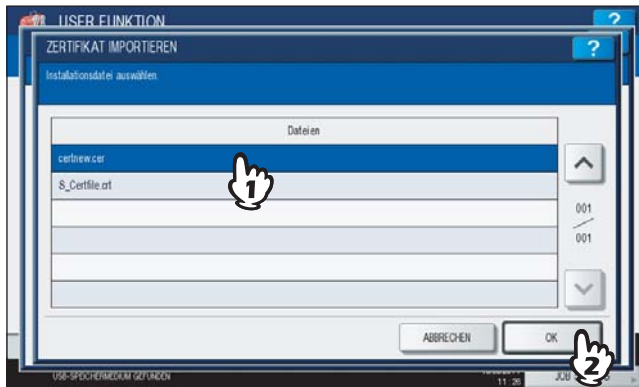 USER FUNKTION
?
ZERTIFIKAT IMPORTIEREN
?
Installationsdatei auswählen.
Dateien
certnew.cer
S_Certfile.crt
1
001
001
ABBRECHEN
OK
2
USB-SPEICHERMEDIUM GEFUNDEN
11:26
JOB